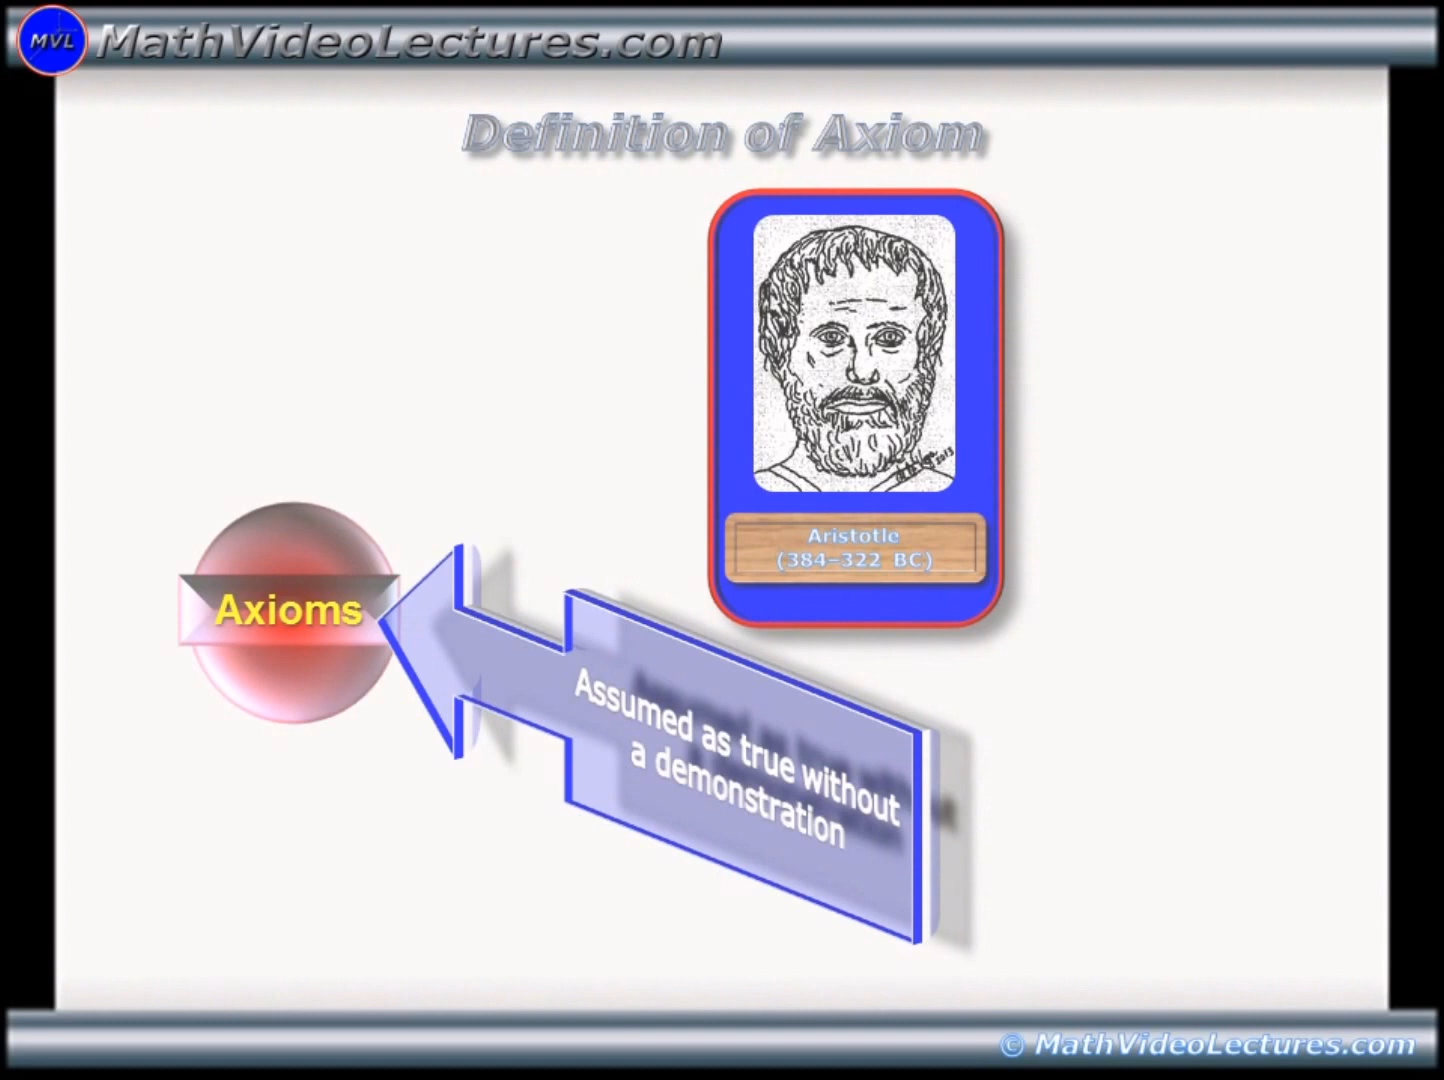 MVL MathVideoLectures.com
Definition of Axiom
Aristotle
(384–322 BC)
Axioms
Assumed as true without
a demonstration
© MathVideoLectures.com